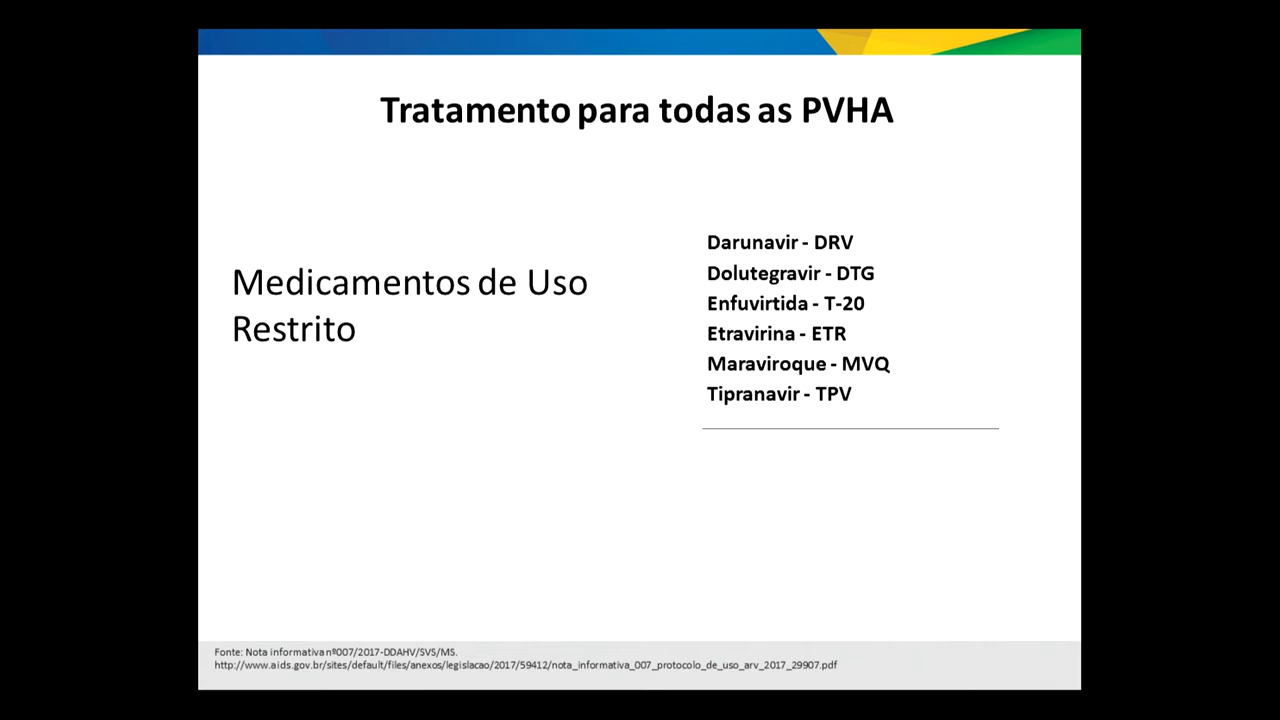 Tratamento para todas as PVHA
Medicamentos de Uso
Restrito
Darunavir - DRV
Dolutegravir - DTG
Enfuvirtida - T-20
Etravirina - ETR
Maraviroque - MVQ
Tipranavir - TPV
Fonte: Nota informativa nº007/2017-DDAHV/SVS/MS.
http://www.aids.gov.br/sites/default/files/anexos/legislacao/2017/59412/nota_informativa_007_protocolo_de_uso_arv_2017_29907.pdf